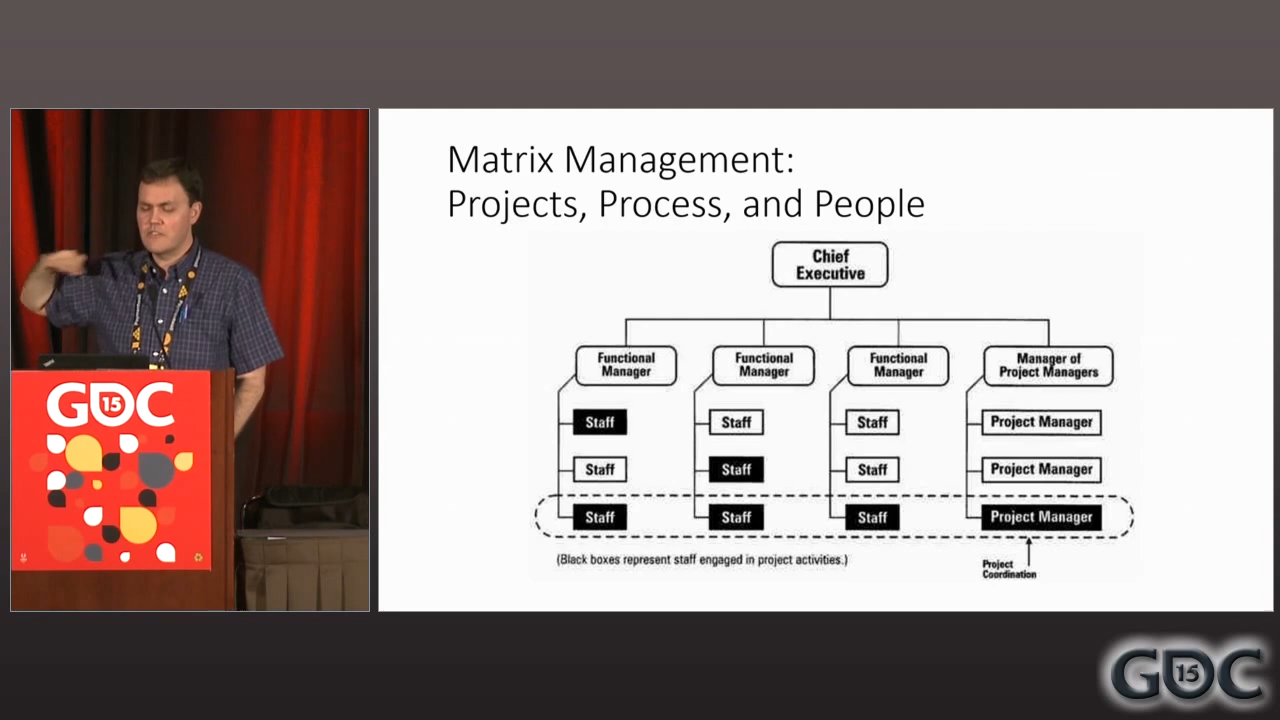 Matrix Management:
Projects, Process, and People
Chief
Executive
Functional
Manager
Functional
Manager
Functional
Manager
Manager of
Project Managers
Staff
Staff
Staff
Project Manager
Staff
Staff
Staff
Project Manager
Staff
Staff
Staff
Project Manager
(Black boxes represent staff engaged in project activities.)
Project
Coordination
GDC
15
GDC
15